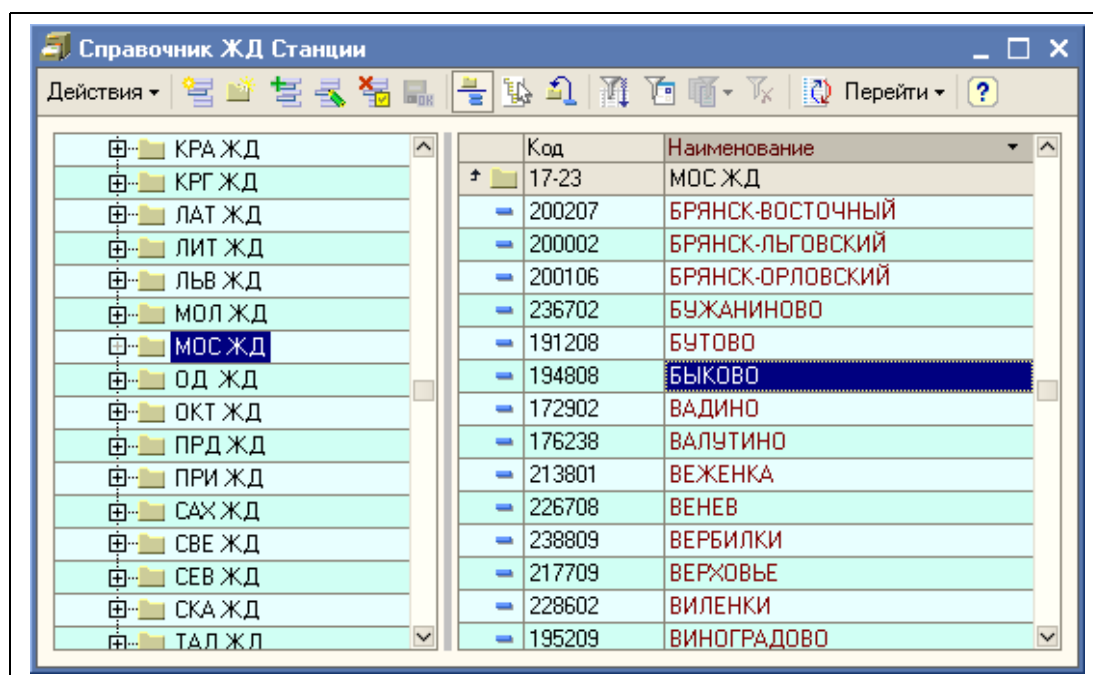 Справочник ЖД Станции
Действия
Перейти
?
КРА ЖД
КРГ ЖД
ЛАТ ЖД
ЛИТ ЖД
ЛЬВ ЖД
МОЛ ЖД
МОС ЖД
ОД ЖД
ОКТ ЖД
ПРД ЖД
ПРИ ЖД
САХ ЖД
СВЕ ЖД
СЕВ ЖД
СКА ЖД
ТАЛ ЖД
Код Наименование
17-23 МОС ЖД
200207 БРЯНСК-ВОСТОЧНЫЙ
200002 БРЯНСК-ЛЬГОВСКИЙ
200106 БРЯНСК-ОРЛОВСКИЙ
236702 БУЖАНИНОВО
191208 БУТОВО
194808 БЫКОВО
172902 ВАДИНО
176238 ВАЛУТИНО
213801 ВЕЖЕНКА
226708 ВЕНЕВ
238809 ВЕРБИЛКИ
217709 ВЕРХОВЬЕ
228602 ВИЛЕНКИ
195209 ВИНОГРАДОВО